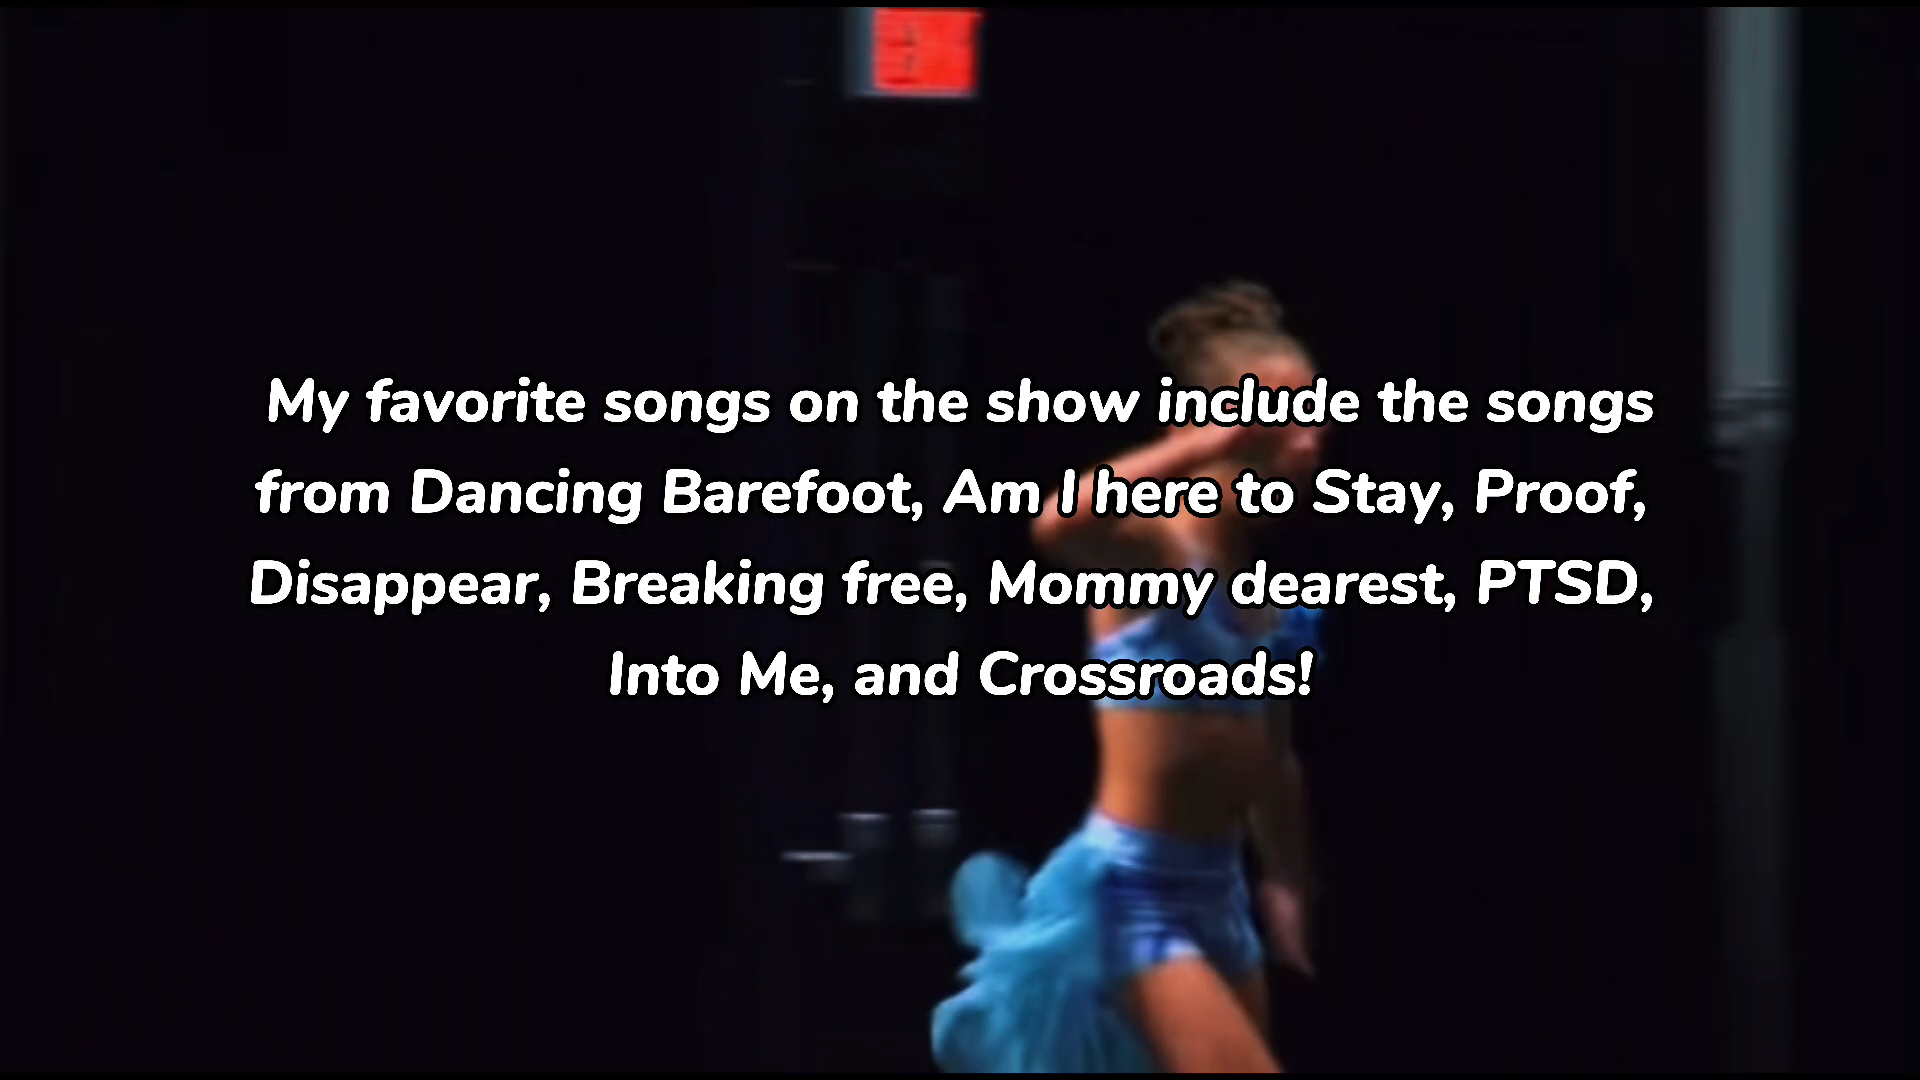 My favorite songs on the show include the songs
from Dancing Barefoot, Am I here to Stay, Proof,
Disappear, Breaking free, Mommy dearest, PTSD,
Into Me, and Crossroads!